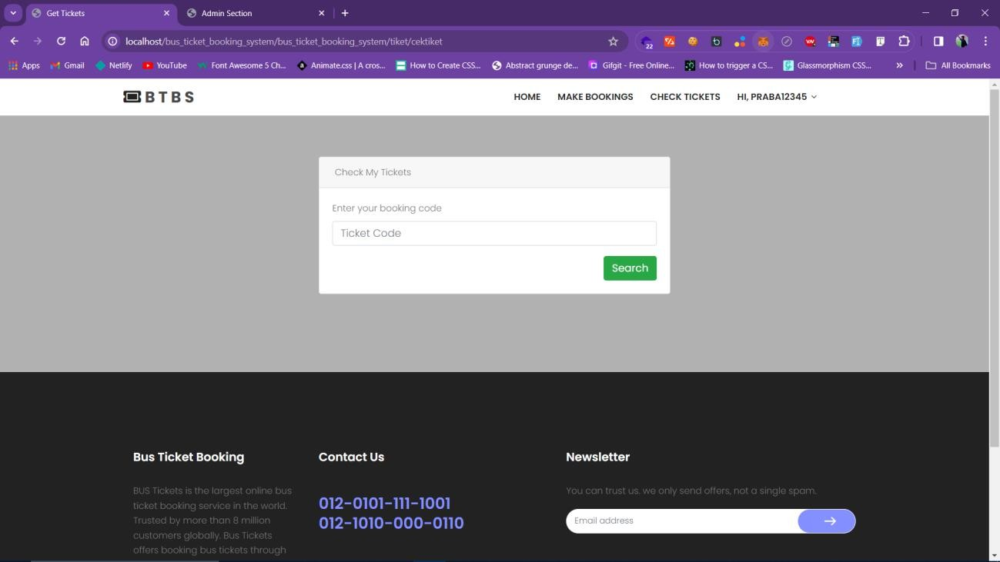 Get Tickets
Admin Section
localhost/bus_ticket_booking_system/bus_ticket_booking_system/tiket/cektiket
22
Apps
Gmail
Netlify
YouTube
Font Awesome 5 Ch...
Animate.css | A cros...
How to Create CSS...
Abstract grunge de...
Gifgit - Free Online...
How to trigger a CS...
Glassmorphism CSS...
All Bookmarks
BTBS
HOME
MAKE BOOKINGS
CHECK TICKETS
HI, PRABA12345
Check My Tickets
Enter your booking code
Ticket Code
Search
Bus Ticket Booking
BUS Tickets is the largest online bus
ticket booking service in the world.
Trusted by more than 8 million
customers globally. Bus Tickets
offers booking bus tickets through
Contact Us
012-0101-111-1001
012-1010-000-0110
Newsletter
You can trust us. we only send offers, not a single spam.
Email address